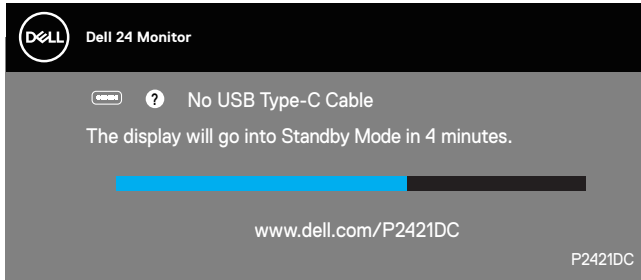 DELL
Dell 24 Monitor
? No USB Type-C Cable
The display will go into Standby Mode in 4 minutes.
www.dell.com/P2421DC
P2421DC